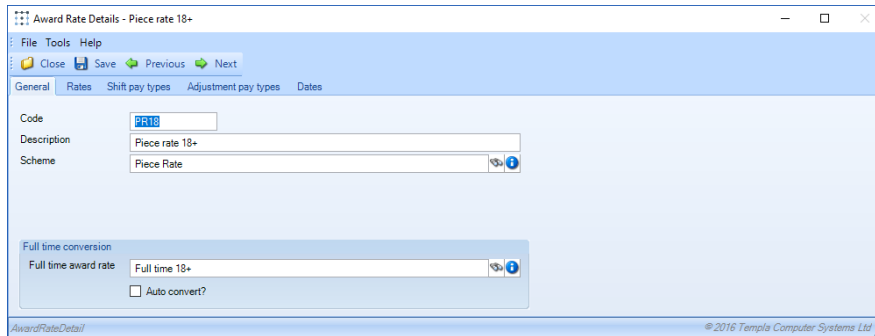 Award Rate Details - Piece rate 18+
File Tools Help
Close Save Previous Next
General Rates Shift pay types Adjustment pay types Dates
Code PR18
Description Piece rate 18+
Scheme Piece Rate
Full time conversion
Full time award rate Full time 18+
Auto convert?
AwardRateDetail © 2016 Templa Computer Systems Ltd